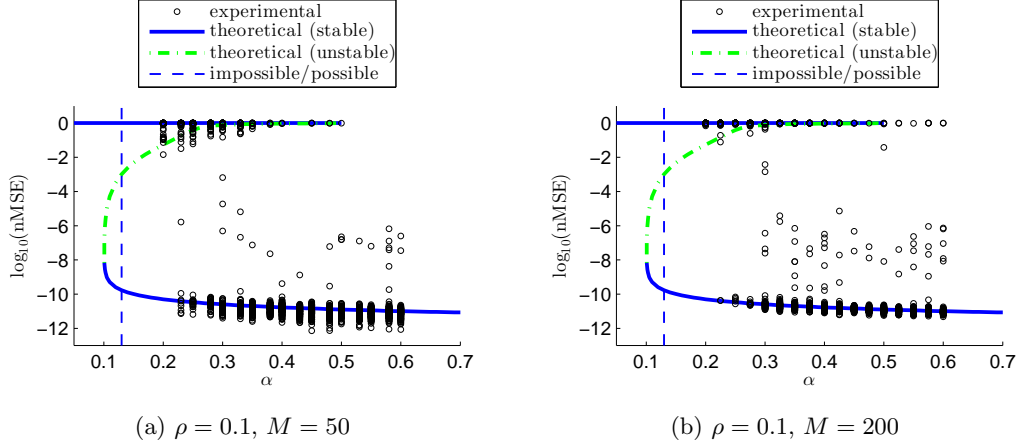 experimental
theoretical (stable)
theoretical (unstable)
impossible/possible
0
−2
−4
−6
−8
−10
−12
log₁₀(nMSE)
0.1 0.2 0.3 0.4 0.5 0.6 0.7
α
(a) ρ = 0.1, M = 50
experimental
theoretical (stable)
theoretical (unstable)
impossible/possible
0
−2
−4
−6
−8
−10
−12
log₁₀(nMSE)
0.1 0.2 0.3 0.4 0.5 0.6 0.7
α
(b) ρ = 0.1, M = 200